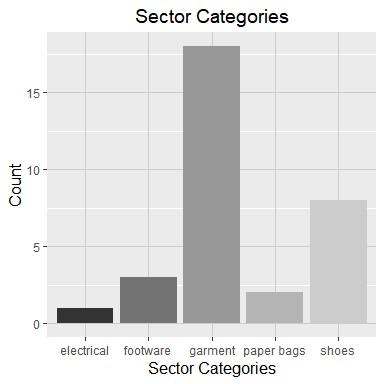 Sector Categories
15
10
5
0
Count
electrical footware garment paper bags shoes
Sector Categories